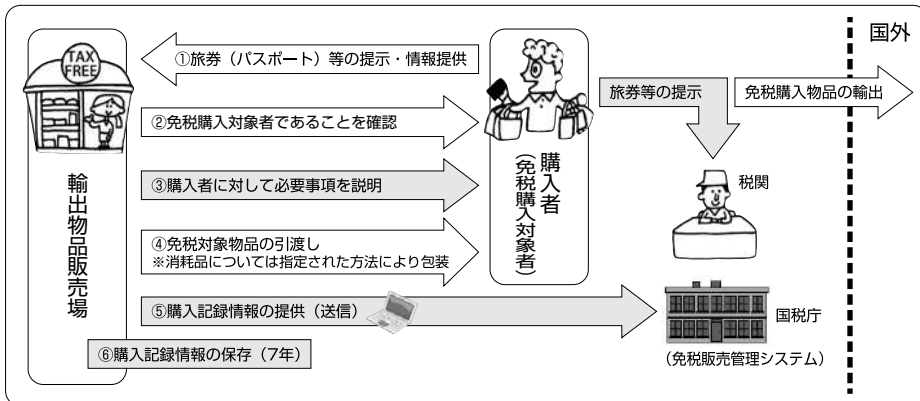 国外
TAX
FREE
①旅券（パスポート）等の提示・情報提供
旅券等の提示
免税購入物品の輸出
②免税購入対象者であることを確認
③購入者に対して必要事項を説明
④免税対象物品の引渡し
※消耗品については指定された方法により包装
⑤購入記録情報の提供（送信）
⑥購入記録情報の保存（7年）
輸出物品販売場
購入者
（免税購入対象者）
税関
国税庁
（免税販売管理システム）